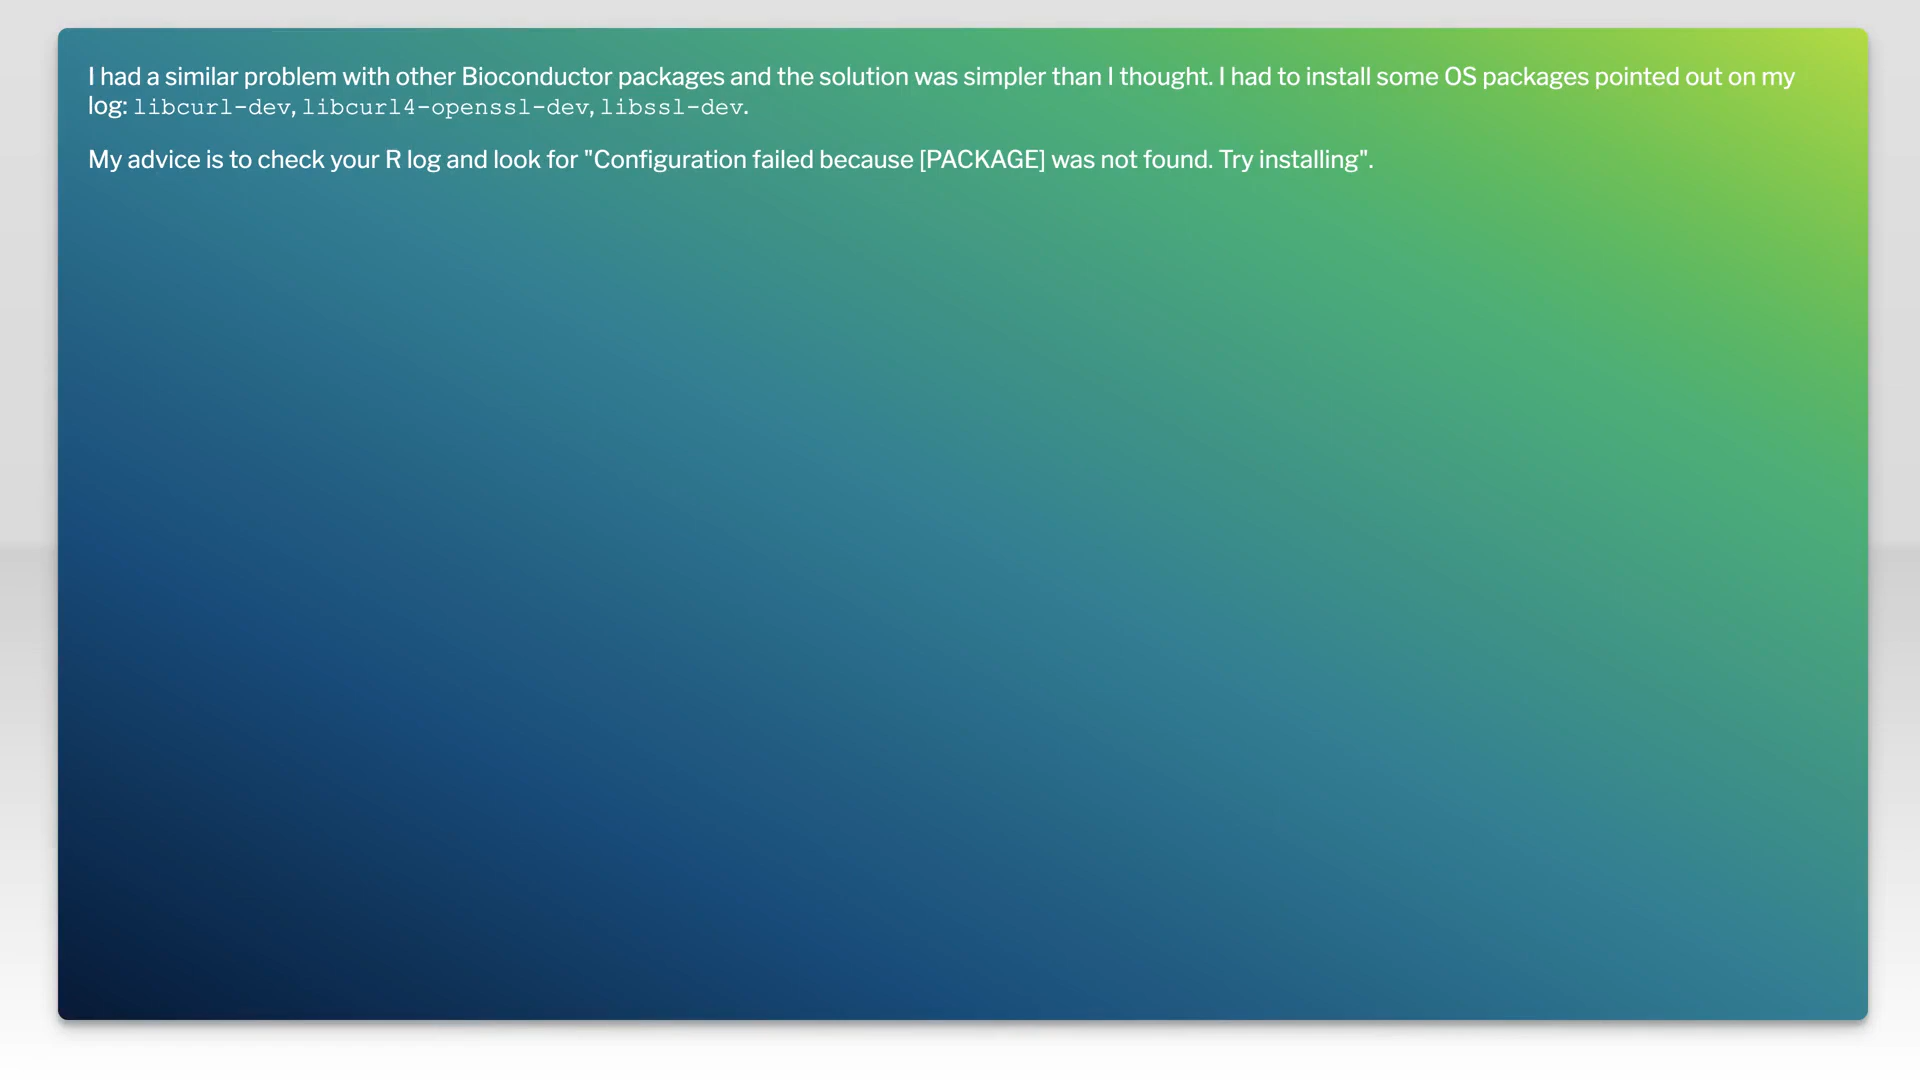 I had a similar problem with other Bioconductor packages and the solution was simpler than I thought. I had to install some OS packages pointed out on my
log: libcurl-dev, libcurl4-openssl-dev, libssl-dev.
My advice is to check your R log and look for "Configuration failed because [PACKAGE] was not found. Try installing".